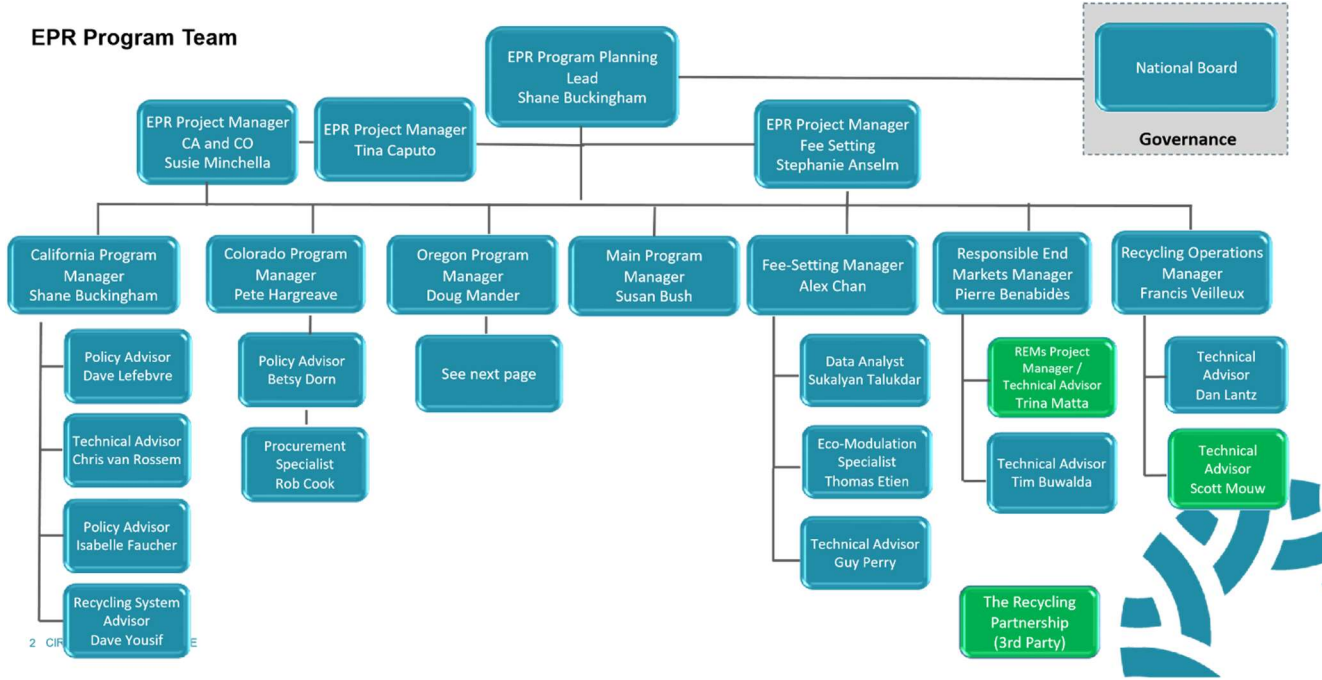 EPR Program Team
EPR Program Planning
Lead
Shane Buckingham
National Board
Governance
EPR Project Manager
CA and CO
Susie Minchella
EPR Project Manager
Tina Caputo
EPR Project Manager
Fee Setting
Stephanie Anselm
California Program
Manager
Shane Buckingham
Colorado Program
Manager
Pete Hargreave
Oregon Program
Manager
Doug Mander
Main Program
Manager
Susan Bush
Fee-Setting Manager
Alex Chan
Responsible End
Markets Manager
Pierre Benabidès
Recycling Operations
Manager
Francis Veilleux
Policy Advisor
Dave Lefebvre
Technical Advisor
Chris van Rossem
Policy Advisor
Isabelle Faucher
Recycling System
Advisor
Dave Yousif
Policy Advisor
Betsy Dorn
Procurement
Specialist
Rob Cook
See next page
Data Analyst
Sukalyan Talukdar
Eco-Modulation
Specialist
Thomas Etien
Technical Advisor
Guy Perry
REMs Project
Manager /
Technical Advisor
Trina Matta
Technical Advisor
Tim Buwalda
Technical
Advisor
Dan Lantz
Technical
Advisor
Scott Mouw
The Recycling
Partnership
(3rd Party)
2 CIR
E